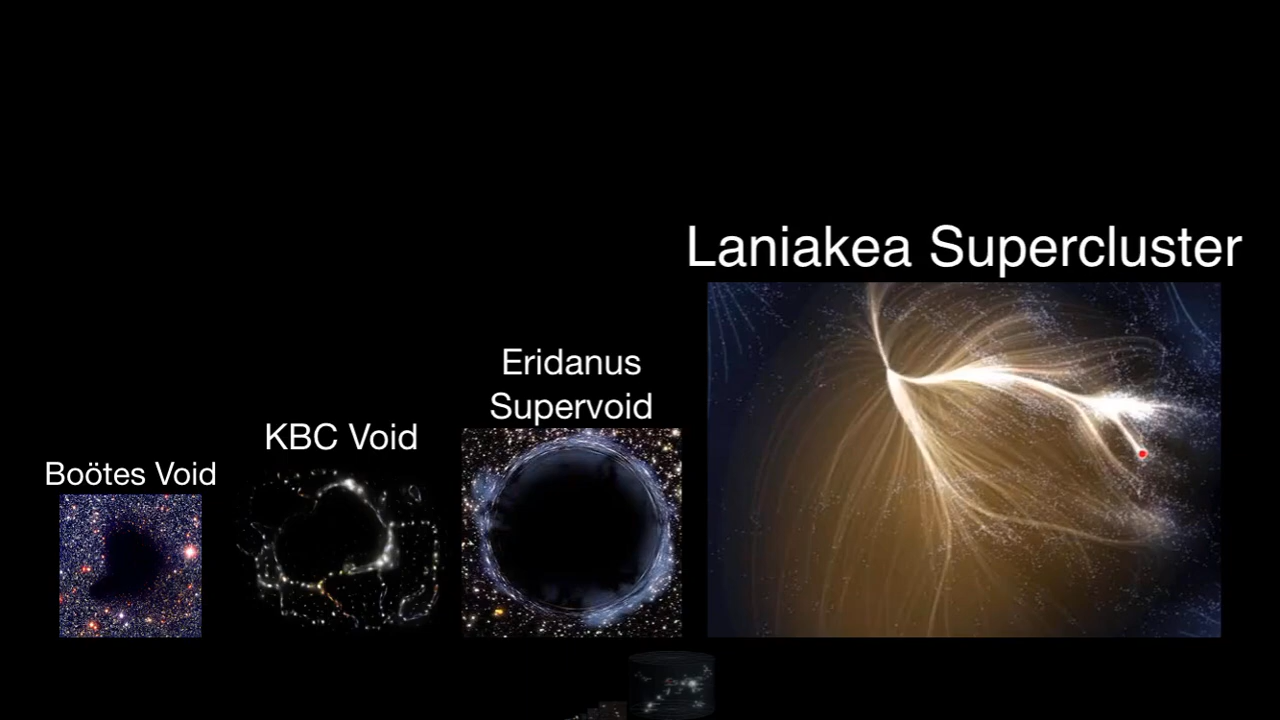 Boötes Void
KBC Void
Eridanus
Supervoid
Laniakea Supercluster